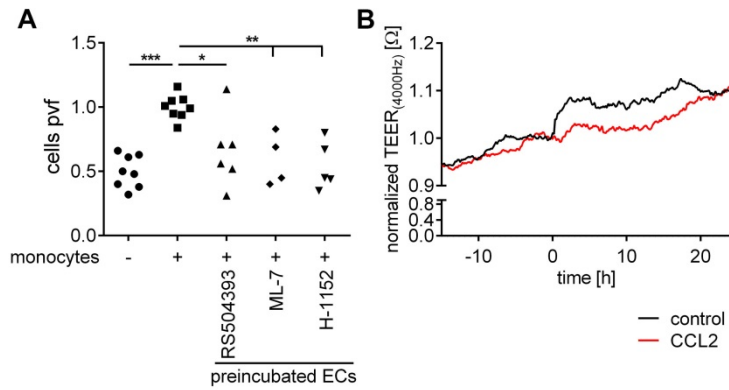 A
***
*
**
cells pvf
1.5
1.0
0.5
0.0
monocytes - + + + +
RS504393
ML-7
H-1152
preincubated ECs
B
normalized TEER(4000Hz) [Ω]
1.2
1.1
1.0
0.9
0.8
0.4
0.0
-10 0 10 20
time [h]
control
CCL2